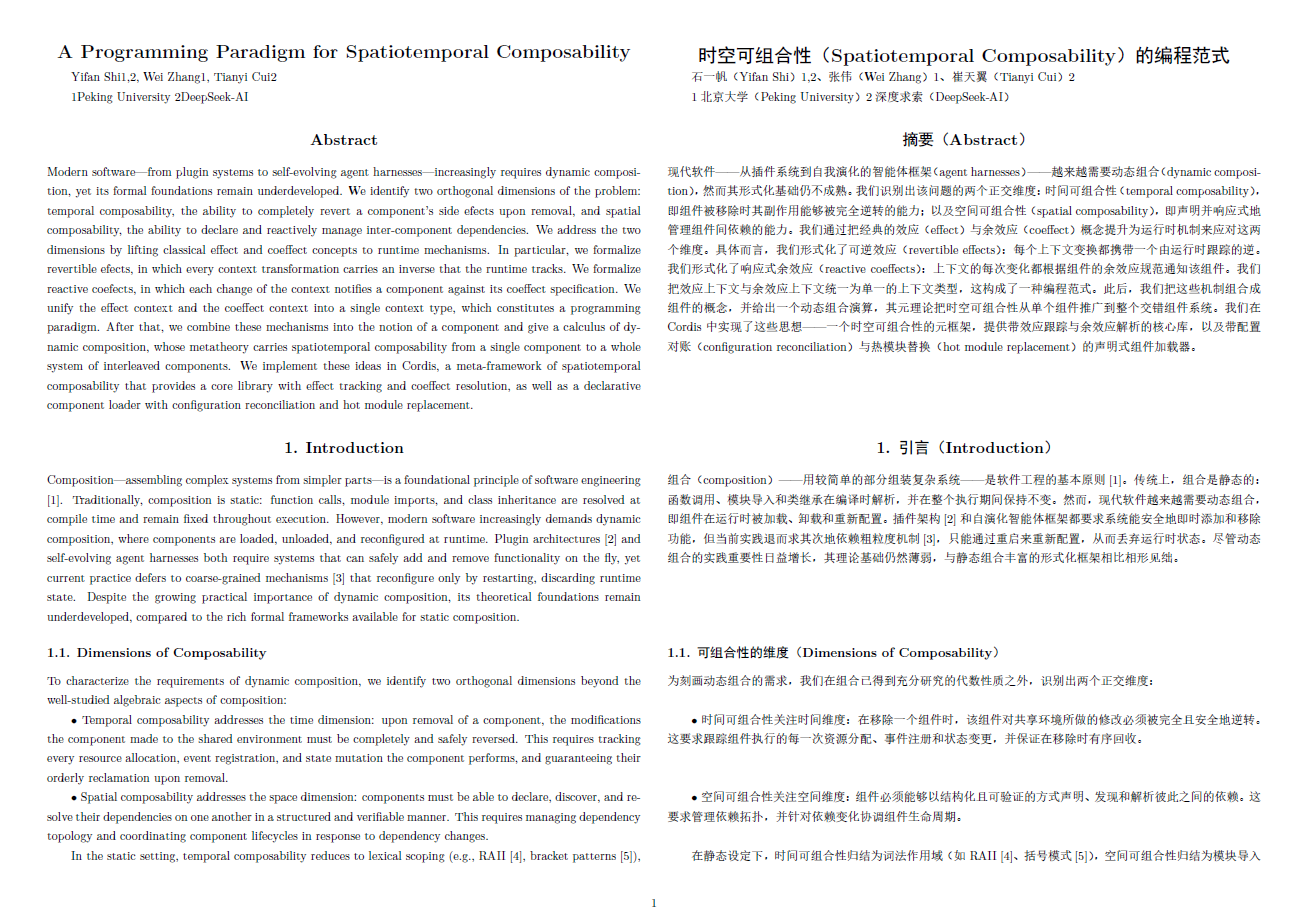 A Programming Paradigm for Spatiotemporal Composability
Yifan Shi1,2, Wei Zhang1, Tianyi Cui2
1Peking University 2DeepSeek-AI
Abstract
Modern software—from plugin systems to self-evolving agent harnesses—increasingly requires dynamic composi-
tion, yet its formal foundations remain underdeveloped. We identify two orthogonal dimensions of the problem:
temporal composability, the ability to completely revert a component's side efects upon removal, and spatial
composability, the ability to declare and reactively manage inter-component dependencies. We address the two
dimensions by lifting classical effect and coeffect concepts to runtime mechanisms. In particular, we formalize
revertible efects, in which every context transformation carries an inverse that the runtime tracks. We formalize
reactive coefects, in which each change of the context notifies a component against its coeffect specification. We
unify the effect context and the coeffect context into a single context type, which constitutes a programming
paradigm. After that, we combine these mechanisms into the notion of a component and give a calculus of dy-
namic composition, whose metatheory carries spatiotemporal composability from a single component to a whole
system of interleaved components. We implement these ideas in Cordis, a meta-framework of spatiotemporal
composability that provides a core library with effect tracking and coeffect resolution, as well as a declarative
component loader with configuration reconciliation and hot module replacement.
1. Introduction
Composition—assembling complex systems from simpler parts—is a foundational principle of software engineering
[1]. Traditionally, composition is static: function calls, module imports, and class inheritance are resolved at
compile time and remain fixed throughout execution. However, modern software increasingly demands dynamic
composition, where components are loaded, unloaded, and reconfigured at runtime. Plugin architectures [2] and
self-evolving agent harnesses both require systems that can safely add and remove functionality on the fly, yet
current practice defers to coarse-grained mechanisms [3] that reconfigure only by restarting, discarding runtime
state. Despite the growing practical importance of dynamic composition, its theoretical foundations remain
underdeveloped, compared to the rich formal frameworks available for static composition.
1.1. Dimensions of Composability
To characterize the requirements of dynamic composition, we identify two orthogonal dimensions beyond the
well-studied algebraic aspects of composition:
• Temporal composability addresses the time dimension: upon removal of a component, the modifications
the component made to the shared environment must be completely and safely reversed. This requires tracking
every resource allocation, event registration, and state mutation the component performs, and guaranteeing their
orderly reclamation upon removal.
• Spatial composability addresses the space dimension: components must be able to declare, discover, and re-
solve their dependencies on one another in a structured and verifiable manner. This requires managing dependency
topology and coordinating component lifecycles in response to dependency changes.
In the static setting, temporal composability reduces to lexical scoping (e.g., RAII [4], bracket patterns [5]),
时空可组合性（Spatiotemporal Composability）的编程范式
石一帆（Yifan Shi）1,2、张伟（Wei Zhang）1、崔天翼（Tianyi Cui）2
1 北京大学（Peking University）2 深度求索（DeepSeek-AI）
摘要（Abstract）
现代软件——从插件系统到自我演化的智能体框架（agent harnesses）——越来越需要动态组合（dynamic composi-
tion），然而其形式化基础仍不成熟。我们识别出该问题的两个正交维度：时间可组合性（temporal composability），
即组件被移除时其副作用能够被完全逆转的能力；以及空间可组合性（spatial composability），即声明并响应式地
管理组件间依赖的能力。我们通过把经典的效应（effect）与余效应（coeffect）概念提升为运行时机制来应对这两
个维度。具体而言，我们形式化了可逆效应（revertible effects）：每个上下文变换都携带一个由运行时跟踪的逆。
我们形式化了响应式余效应（reactive coeffects）：上下文的每次变化都根据组件的余效应规范通知该组件。我们
把效应上下文与余效应上下文统一为单一的上下文类型，这构成了一种编程范式。此后，我们把这些机制组合成
组件的概念，并给出一个动态组合演算，其元理论把时空可组合性从单个组件推广到整个交错组件系统。我们在
Cordis 中实现了这些思想——一个时空可组合性的元框架，提供带效应跟踪与余效应解析的核心库，以及带配置
对账（configuration reconciliation）与热模块替换（hot module replacement）的声明式组件加载器。
1. 引言（Introduction）
组合（composition）——用较简单的部分组装复杂系统——是软件工程的基本原则 [1]。传统上，组合是静态的：
函数调用、模块导入和类继承在编译时解析，并在整个执行期间保持不变。然而，现代软件越来越需要动态组合，
即组件在运行时被加载、卸载和重新配置。插件架构 [2] 和自演化智能体框架都要求系统能安全地即时添加和移除
功能，但当前实践退而求其次地依赖粗粒度机制 [3]，只能通过重启来重新配置，从而丢弃运行时状态。尽管动态
组合的实践重要性日益增长，其理论基础仍然薄弱，与静态组合丰富的形式化框架相比相形见绌。
1.1. 可组合性的维度（Dimensions of Composability）
为刻画动态组合的需求，我们在组合已得到充分研究的代数性质之外，识别出两个正交维度：
• 时间可组合性关注时间维度：在移除一个组件时，该组件对共享环境所做的修改必须被完全且安全地逆转。
这要求跟踪组件执行的每一次资源分配、事件注册和状态变更，并保证在移除时有序回收。
• 空间可组合性关注空间维度：组件必须能够以结构化且可验证的方式声明、发现和解析彼此之间的依赖。这
要求管理依赖拓扑，并针对依赖变化协调组件生命周期。
在静态设定下，时间可组合性归结为词法作用域（如 RAII [4]、括号模式 [5]），空间可组合性归结为模块导入
1